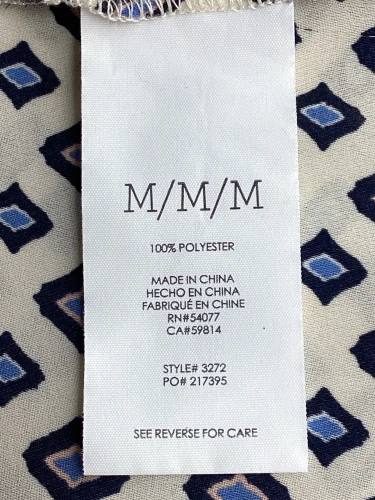 M/M/M
100% POLYESTER
MADE IN CHINA
HECHO EN CHINA
FABRIQUÉ EN CHINE
RN#54077
CA#59814
STYLE# 3272
PO# 217395
SEE REVERSE FOR CARE